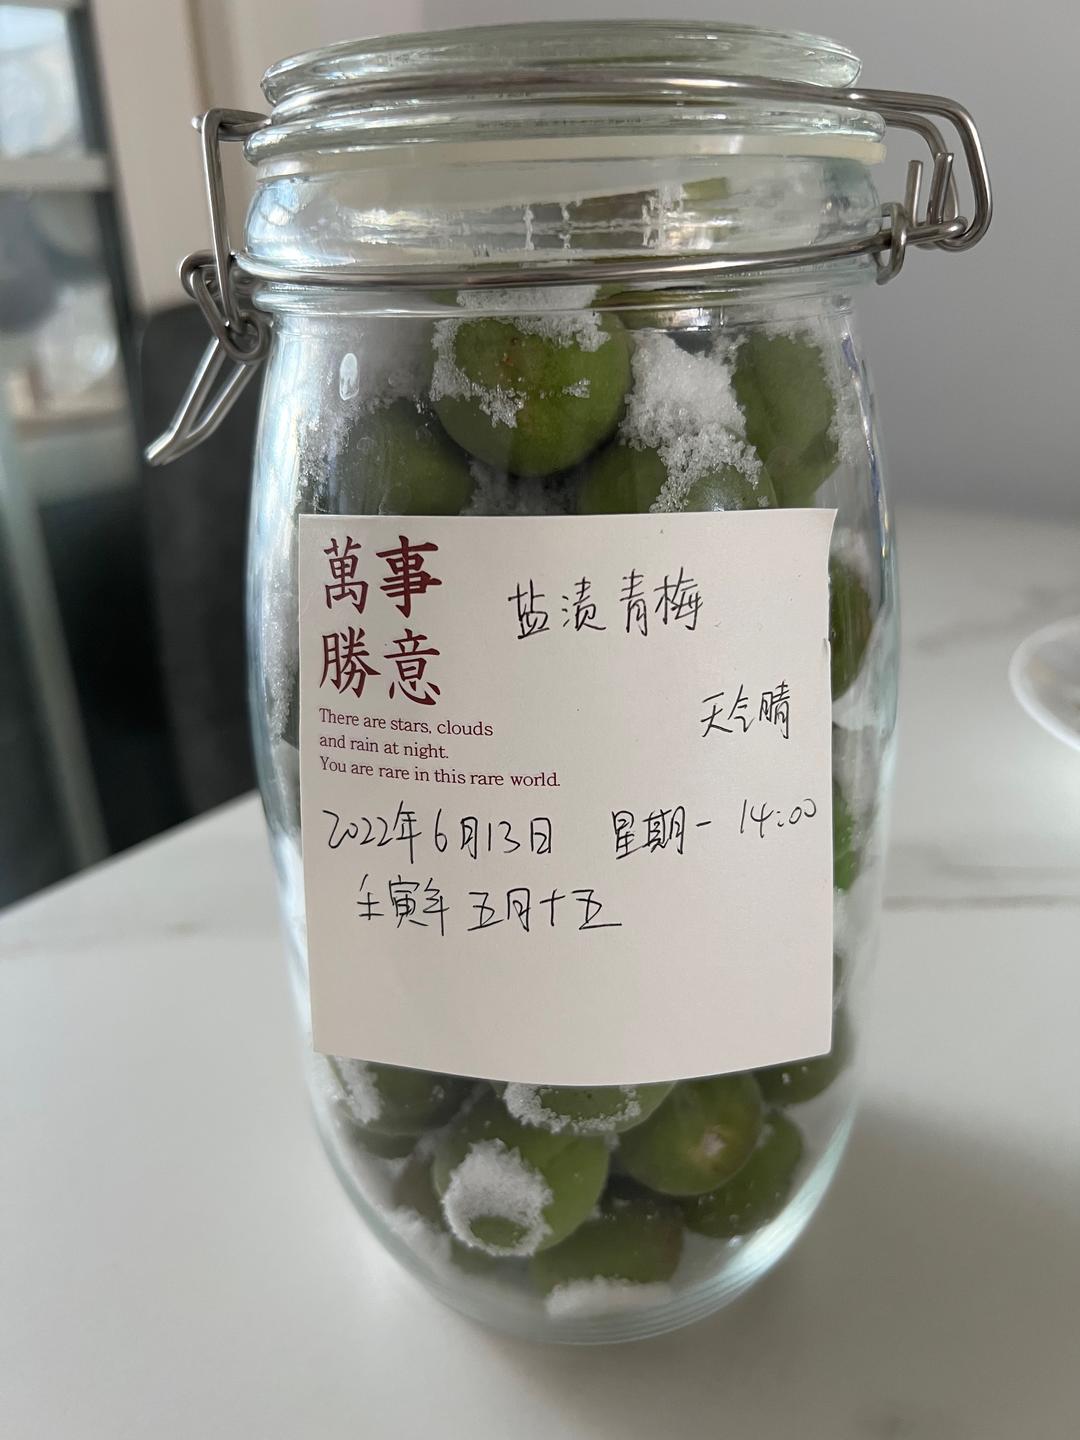 萬事
勝意
盐渍青梅
天气晴
There are stars, clouds
and rain at night.
You are rare in this rare world.
2022年6月13日 星期一 14:00
壬寅年 五月十五